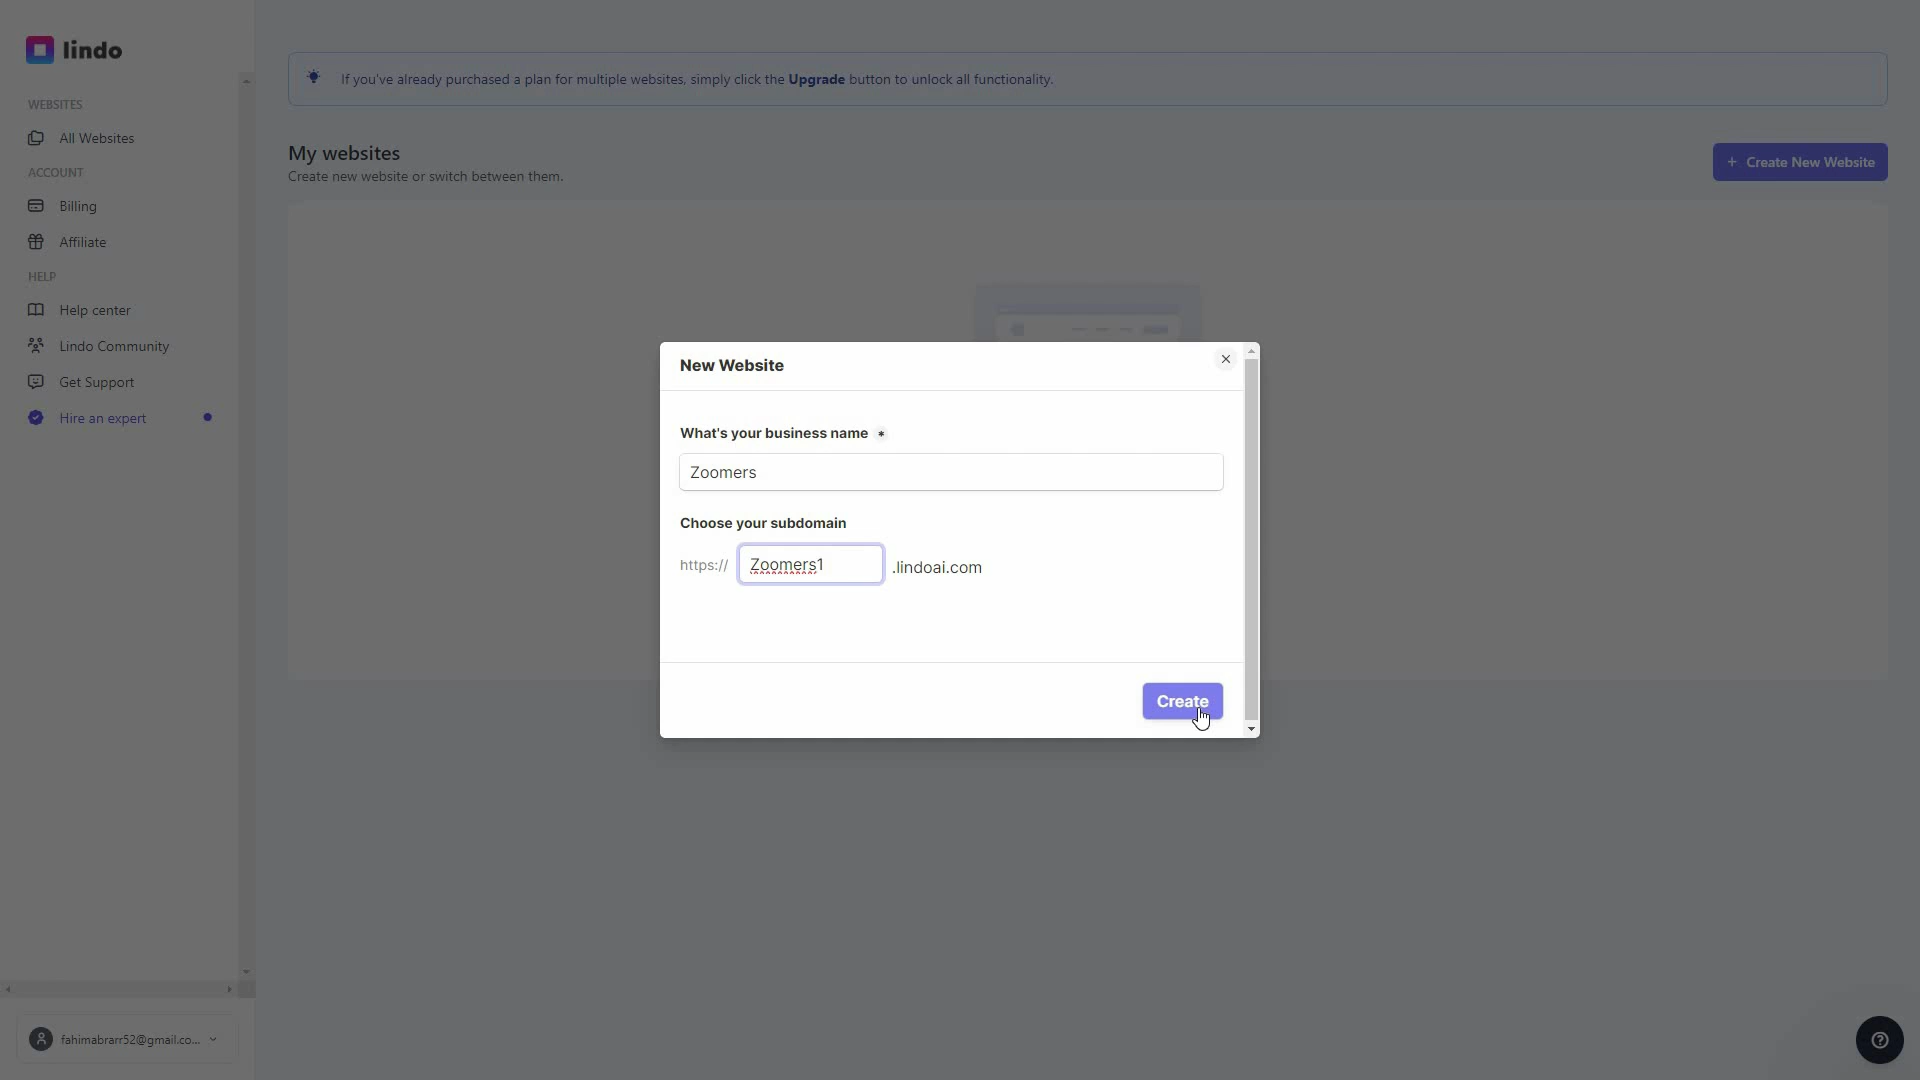 lindo
WEBSITES
All Websites
ACCOUNT
Billing
Affiliate
HELP
Help center
Lindo Community
Get Support
Hire an expert
fahimabrarr52@gmail.co...
If you've already purchased a plan for multiple websites, simply click the Upgrade button to unlock all functionality.
My websites
Create new website or switch between them.
+ Create New Website
New Website
What's your business name *
Zoomers
Choose your subdomain
https:// Zoomers1 .lindoai.com
Create